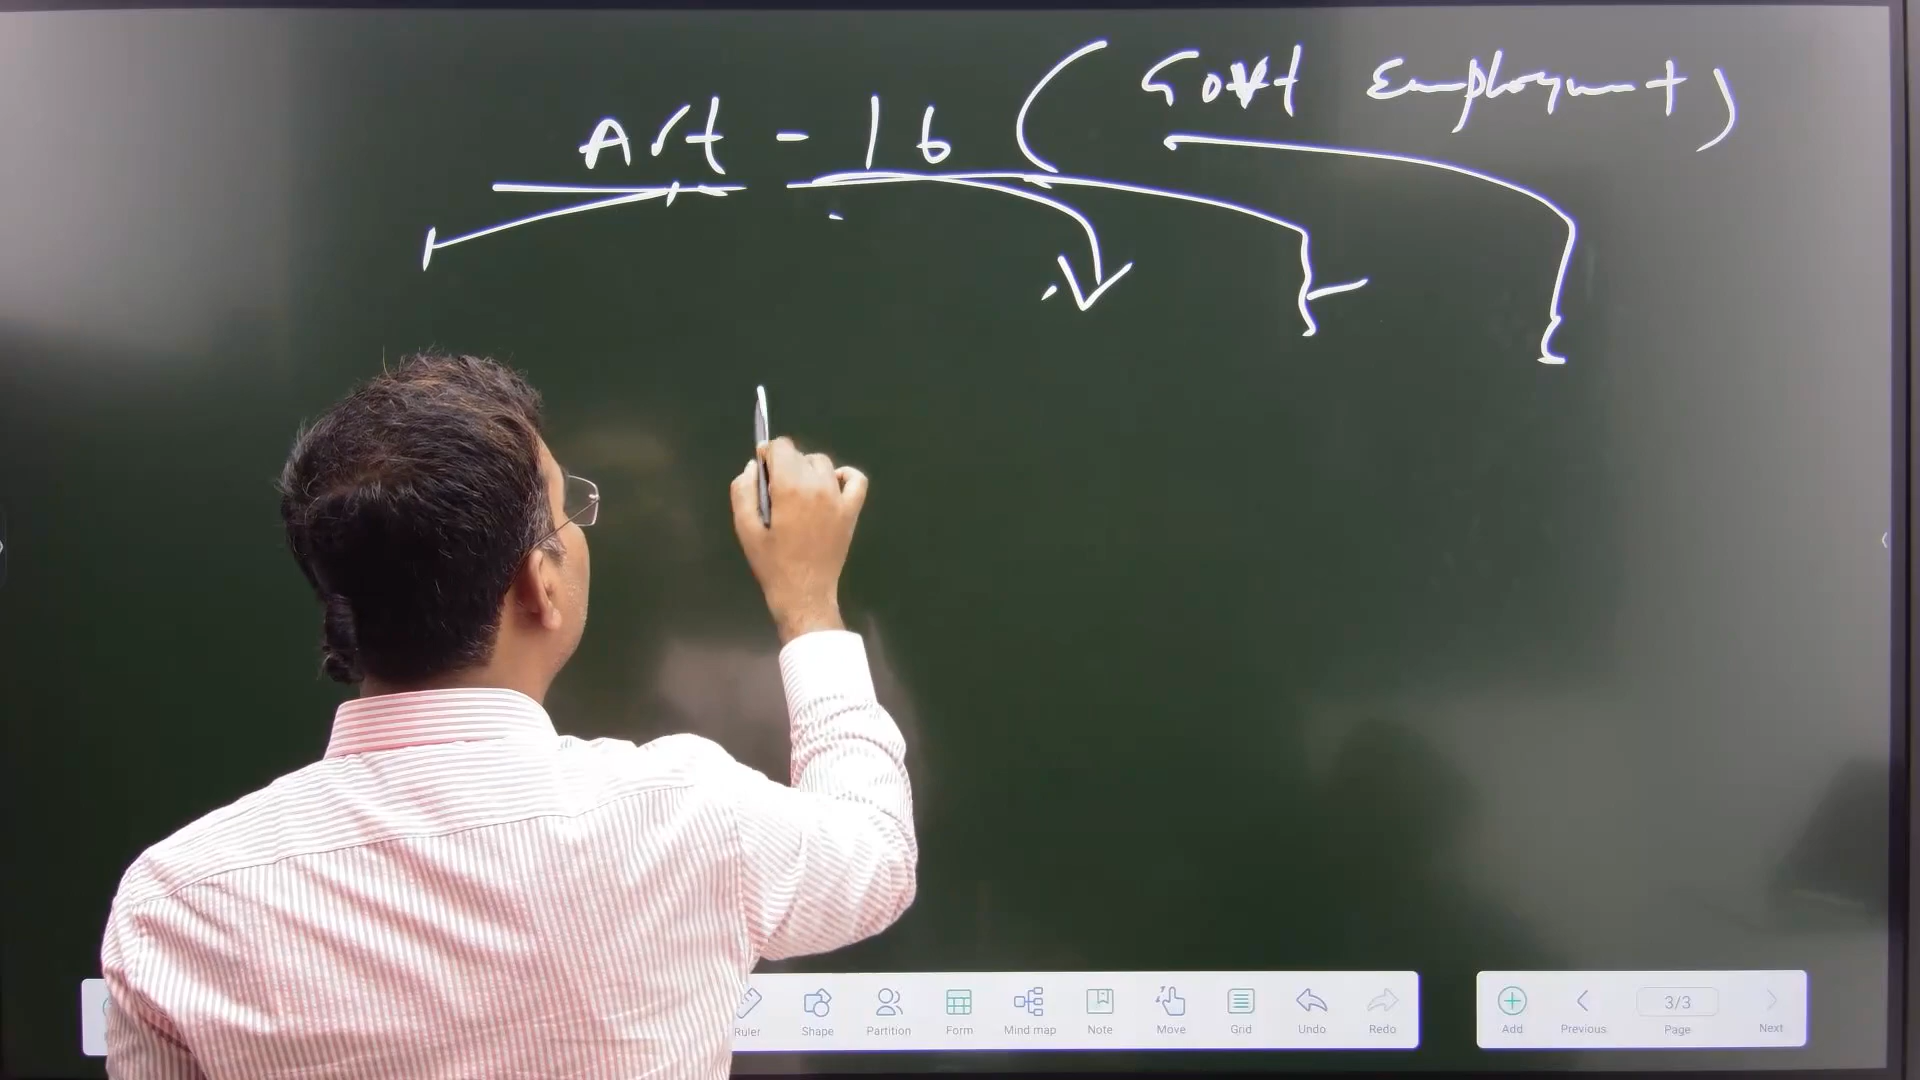 Art - 16 (Govt Employment)
Ruler Shape Partition Form Mind map Note Move Grid Undo Redo
Add Previous 3/3 Page Next